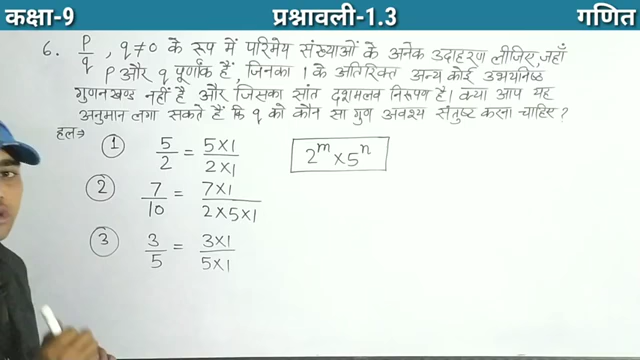 कक्षा-9 प्रश्नावली-1.3 गणित
6. p/q , q≠0 के रूप में परिमेय संख्याओं के अनेक उदाहरण लीजिए, जहाँ
p और q पूर्णांक हैं, जिनका 1 के अतिरिक्त अन्य कोई उभयनिष्ठ
गुणनखण्ड नहीं है और जिसका सांत दशमलव निरूपण है। क्या आप यह
अनुमान लगा सकते हैं कि q को कौन सा गुण अवश्य संतुष्ट करना चाहिए?
हल⇒
① 5/2 = 5×1/2×1 2^m×5^n
② 7/10 = 7×1/2×5×1
③ 3/5 = 3×1/5×1